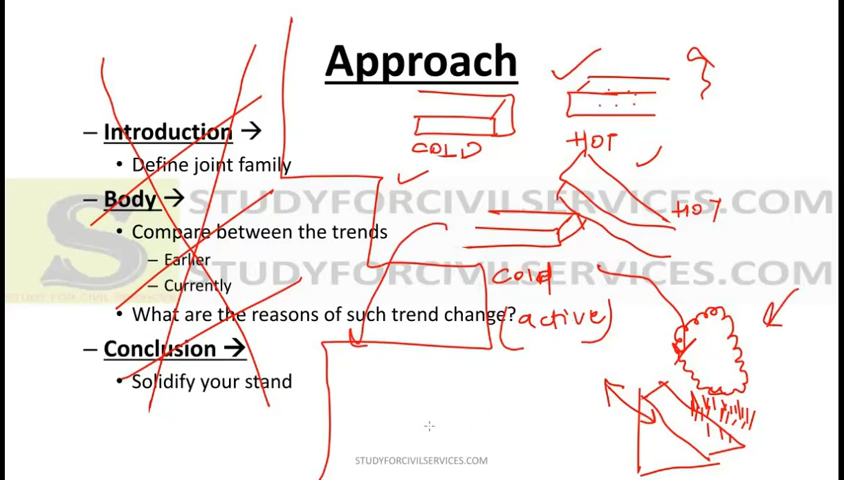 Approach
– Introduction →
• Define joint family
COLD
HOT
– Body →
STUDYFORCIVILSERVICES.COM
HOT
• Compare between the trends
– Earlier
STUDYFORCIVILSERVICES.COM
cold
– Currently
• What are the reasons of such trend change?
(active)
– Conclusion →
• Solidify your stand
STUDYFORCIVILSERVICES.COM